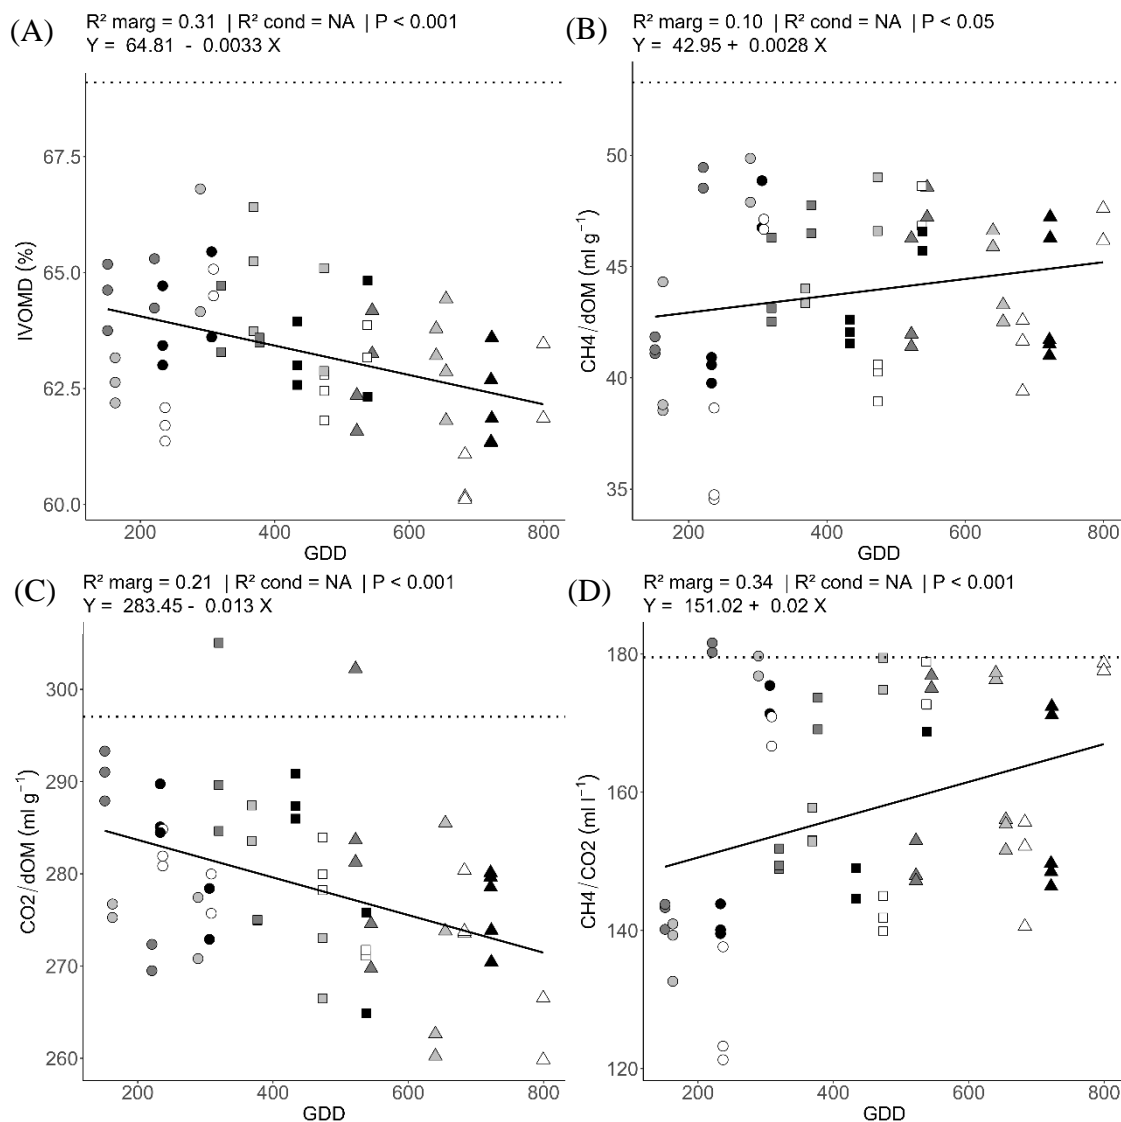 (A)
R² marg = 0.31 | R² cond = NA | P < 0.001
Y = 64.81 - 0.0033 X
IVOMD (%)
67.5
65.0
62.5
60.0
200
400
600
800
GDD
(B)
R² marg = 0.10 | R² cond = NA | P < 0.05
Y = 42.95 + 0.0028 X
CH4/dOM (ml g⁻¹)
50
45
40
35
200
400
600
800
GDD
(C)
R² marg = 0.21 | R² cond = NA | P < 0.001
Y = 283.45 - 0.013 X
CO2/dOM (ml g⁻¹)
300
290
280
270
260
200
400
600
800
GDD
(D)
R² marg = 0.34 | R² cond = NA | P < 0.001
Y = 151.02 + 0.02 X
CH4/CO2 (ml l⁻¹)
180
160
140
120
200
400
600
800
GDD